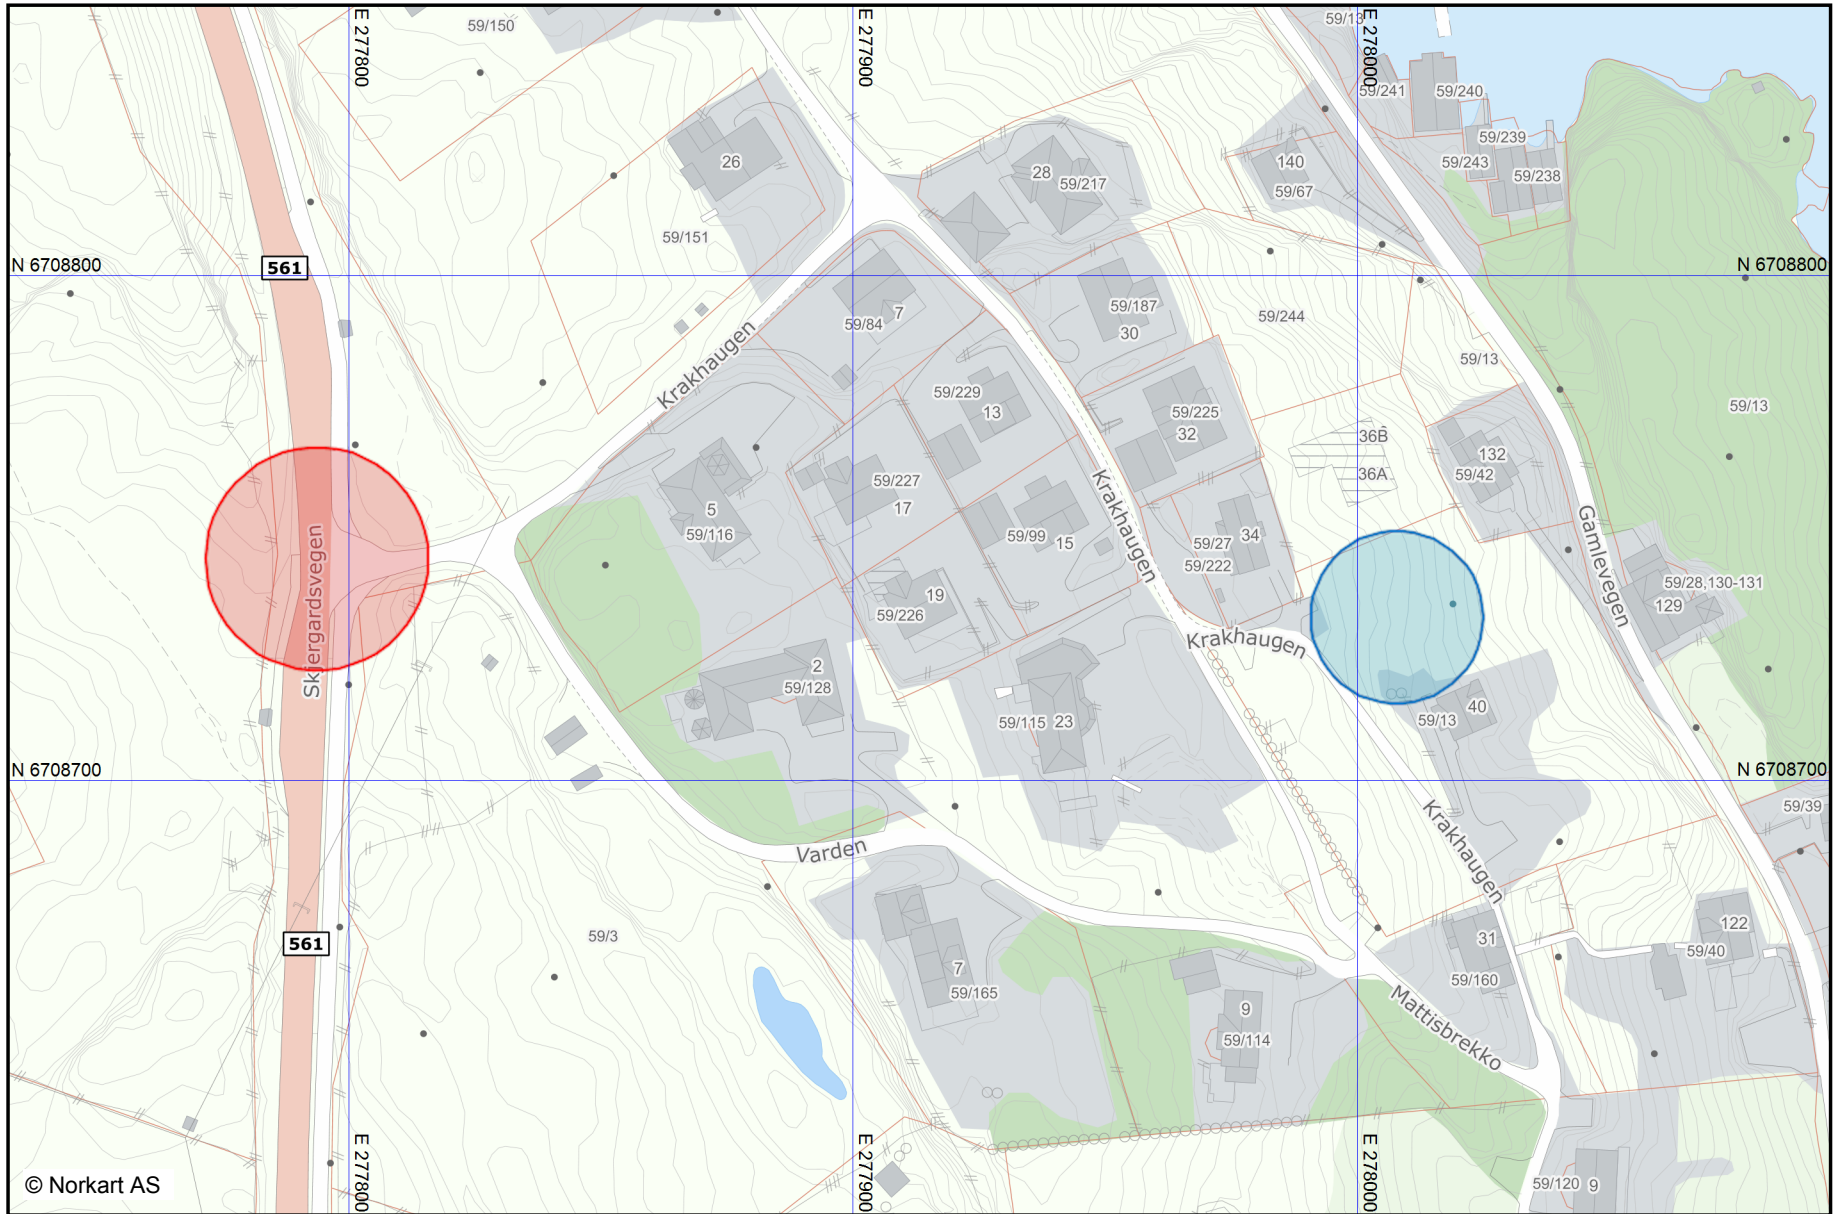 59/150
E 277800
E 277900
59/13
E 278000
59/241
59/240
59/239
59/243
59/238
26
28
59/217
140
59/67
59/151
N 6708800
561
N 6708800
59/187
30
59/244
59/84
7
Krakhaugen
59/13
59/13
59/229
13
59/225
32
36B
36A
132
59/42
59/227
17
5
59/116
Krakhaugen
59/99
15
59/27
34
59/222
Gamlevegen
59/28,130-131
129
19
59/226
Skjergardsvegen
Krakhaugen
2
59/128
59/115
23
40
59/13
N 6708700
N 6708700
Krakhaugen
59/39
Varden
59/3
561
7
59/165
31
59/160
122
59/40
9
59/114
Mattisbrekko
E 277800
E 277900
E 278000
59/120
9
© Norkart AS